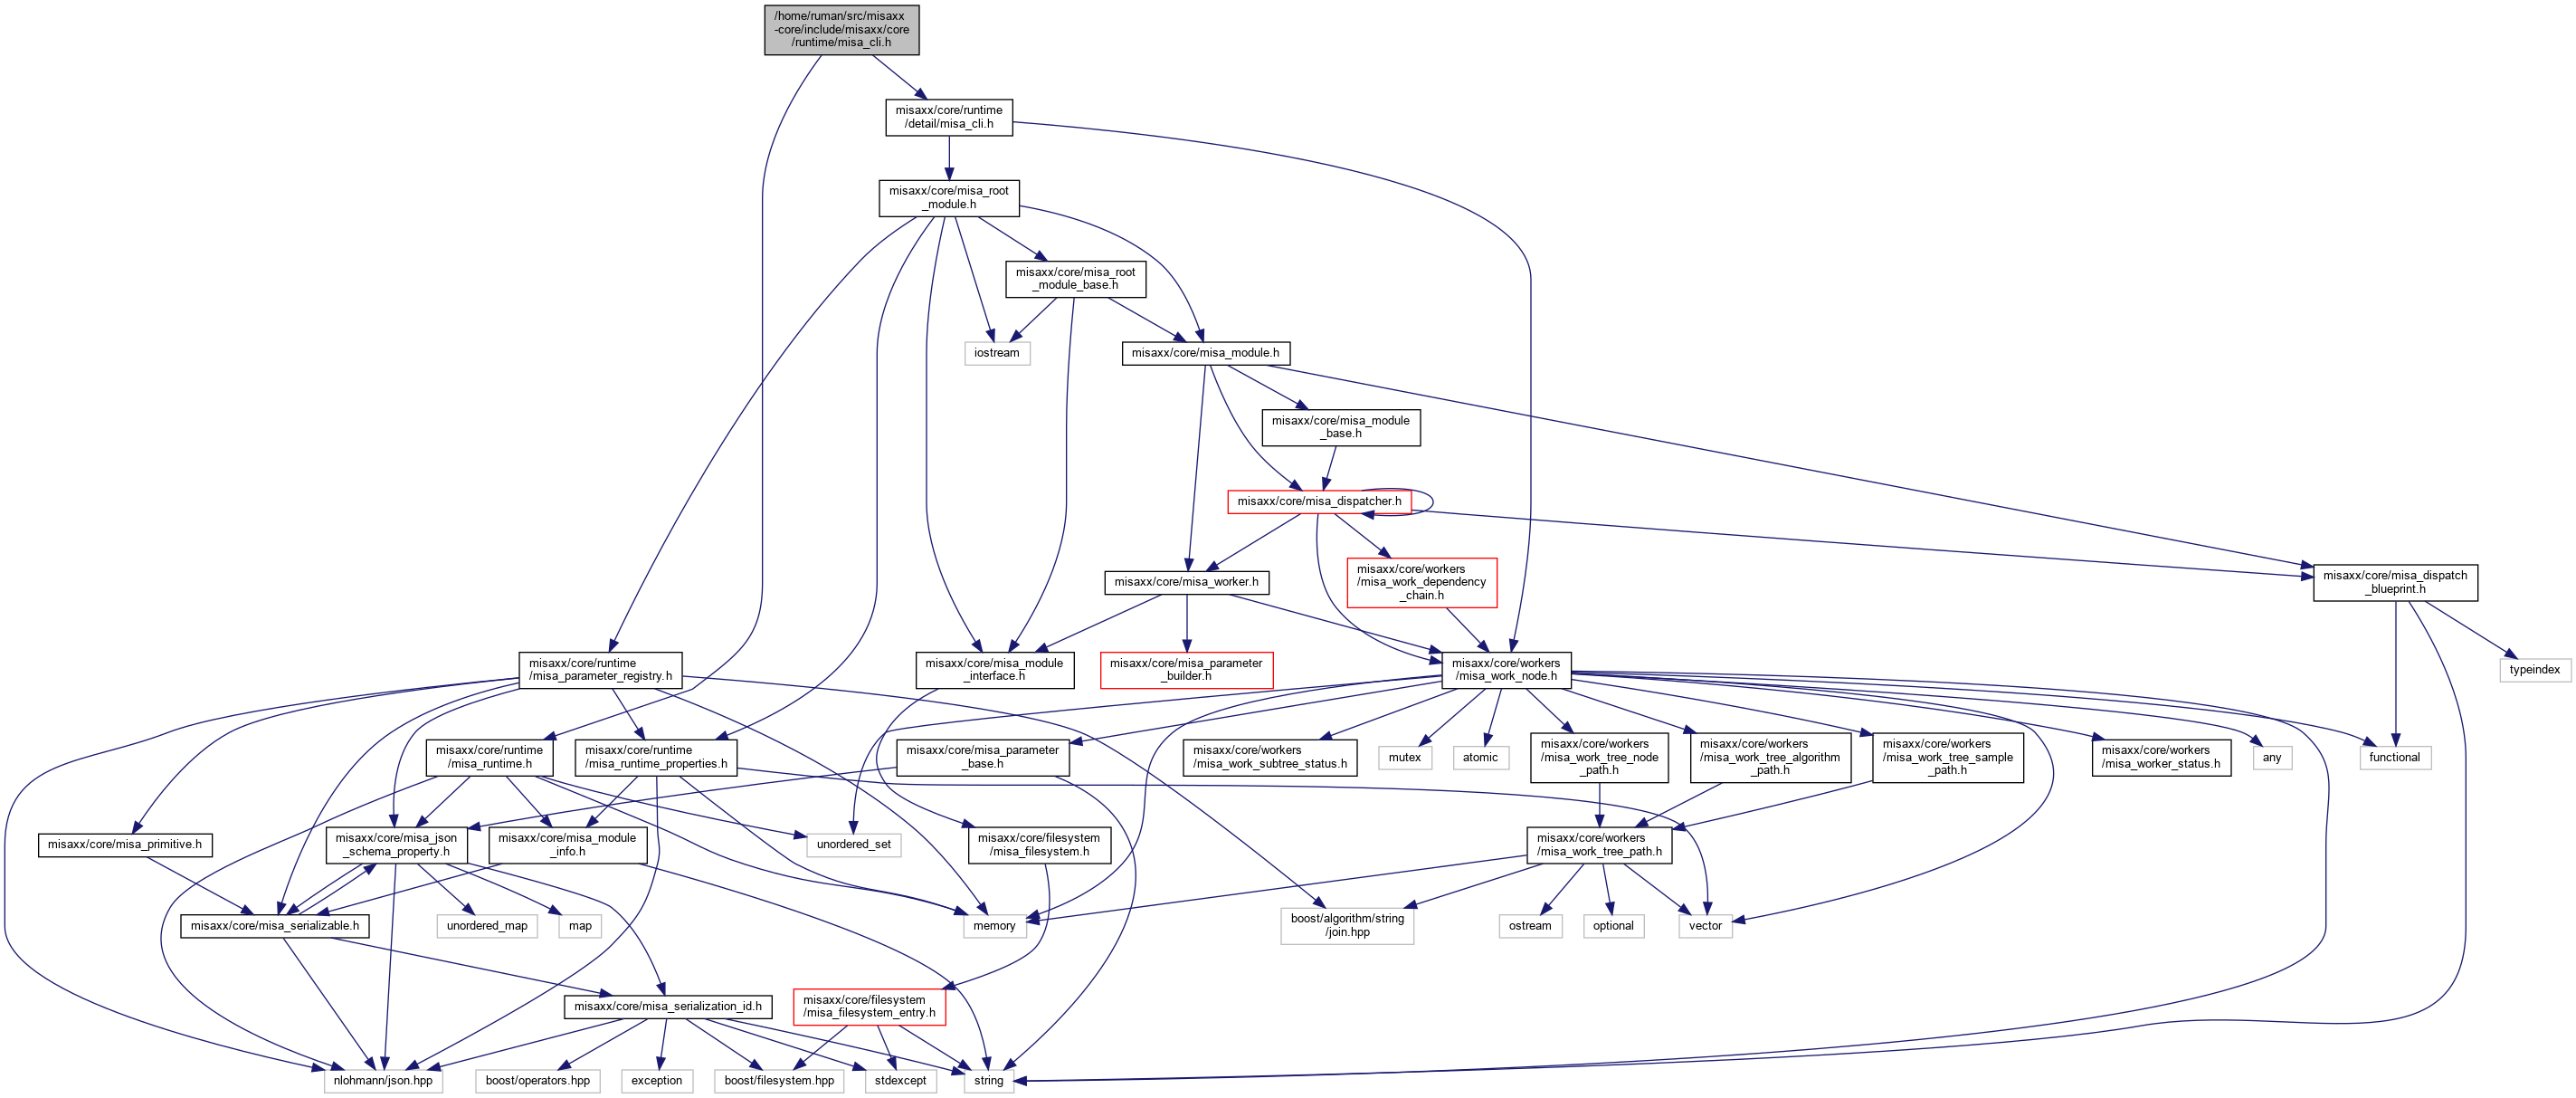 /home/ruman/src/misaxx
-core/include/misaxx/core
/runtime/misa_cli.h
misaxx/core/runtime
/detail/misa_cli.h
misaxx/core/misa_root
_module.h
misaxx/core/misa_root
_module_base.h
iostream
misaxx/core/misa_module.h
misaxx/core/misa_module
_base.h
misaxx/core/misa_dispatcher.h
misaxx/core/workers
/misa_work_dependency
_chain.h
misaxx/core/misa_worker.h
misaxx/core/misa_dispatch
_blueprint.h
misaxx/core/runtime
/misa_parameter_registry.h
misaxx/core/misa_module
_interface.h
misaxx/core/misa_parameter
_builder.h
misaxx/core/workers
/misa_work_node.h
typeindex
misaxx/core/runtime
/misa_runtime.h
misaxx/core/runtime
/misa_runtime_properties.h
misaxx/core/misa_parameter
_base.h
misaxx/core/workers
/misa_work_subtree_status.h
mutex
atomic
misaxx/core/workers
/misa_work_tree_node
_path.h
misaxx/core/workers
/misa_work_tree_algorithm
_path.h
misaxx/core/workers
/misa_work_tree_sample
_path.h
misaxx/core/workers
/misa_worker_status.h
any
functional
misaxx/core/misa_primitive.h
misaxx/core/misa_json
_schema_property.h
misaxx/core/misa_module
_info.h
unordered_set
misaxx/core/filesystem
/misa_filesystem.h
misaxx/core/workers
/misa_work_tree_path.h
misaxx/core/misa_serializable.h
unordered_map
map
memory
boost/algorithm/string
/join.hpp
ostream
optional
vector
misaxx/core/misa_serialization_id.h
misaxx/core/filesystem
/misa_filesystem_entry.h
nlohmann/json.hpp
boost/operators.hpp
exception
boost/filesystem.hpp
stdexcept
string